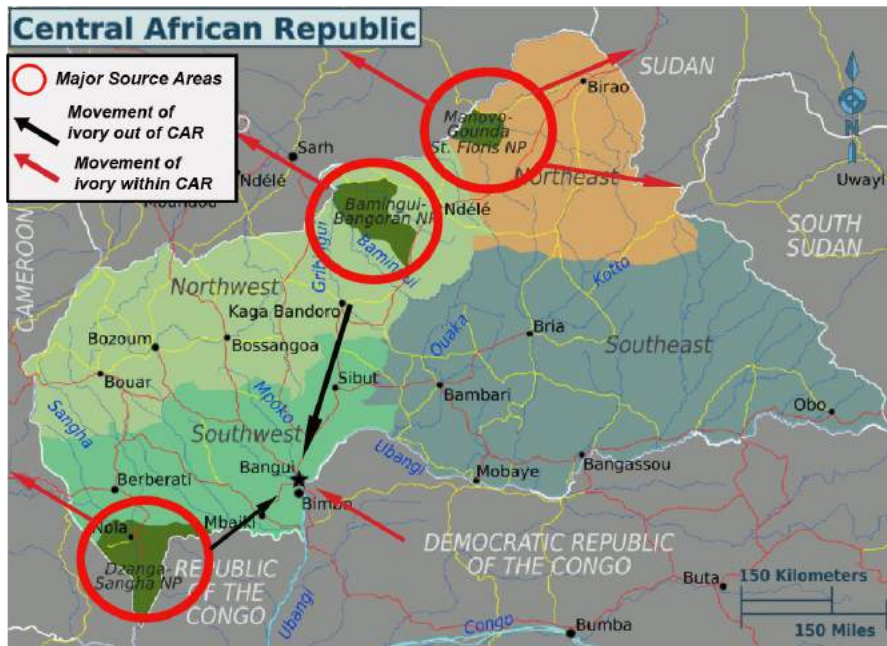 Central African Republic
Major Source Areas
Movement of
ivory out of CAR
Movement of
ivory within CAR
SUDAN
Birao
N
Manovo-
Gounda
St. Floris NP
Northeast
Sarh
Ndélé
Moundou
Uwayl
Bamingui-
Bangoran NP
Ndélé
SOUTH
SUDAN
CAMEROON
Gribingui
Bamingui
Kotto
Northwest
Kaga Bandoro
Bozoum
Bossangoa
Ouaka
Bria
Southeast
Bouar
Mpoko
Sibut
Bambari
Obo
Sangha
Southwest
Bangui
Ubangi
Mobaye
Bangassou
Berberati
Bimbo
Mbaiki
Nola
Dzanga-
Sangha NP
REPUBLIC
OF THE
CONGO
DEMOCRATIC REPUBLIC
OF THE CONGO
Ubangi
Congo
Buta
Bumba
150 Kilometers
150 Miles